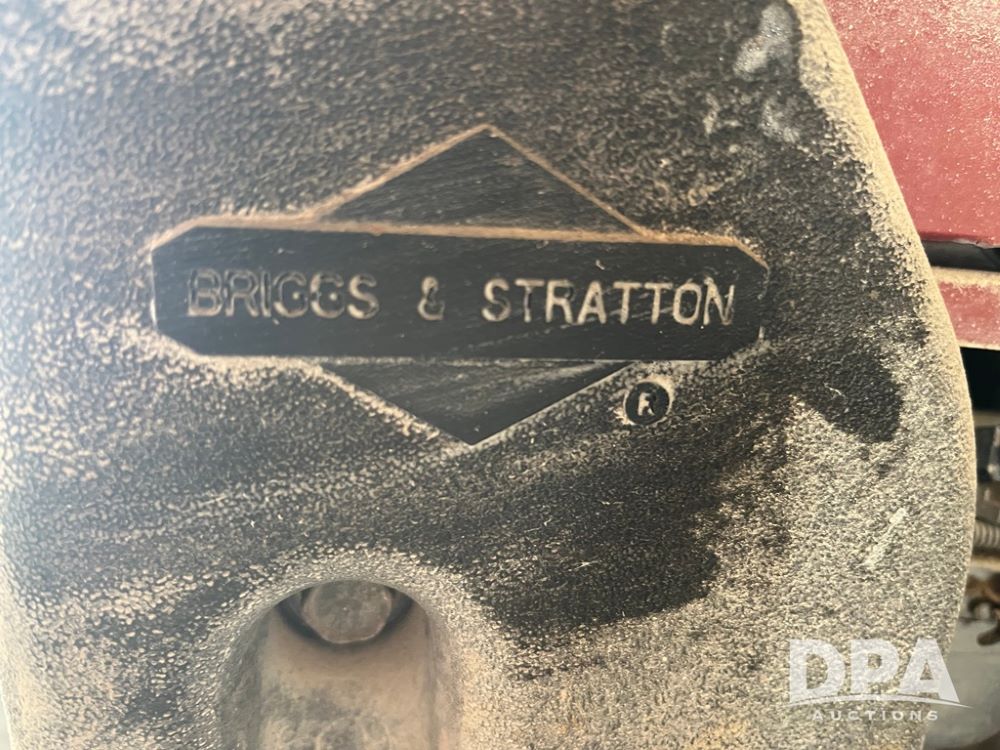 BRIGGS & STRATTON
R
DPA
AUCTIONS